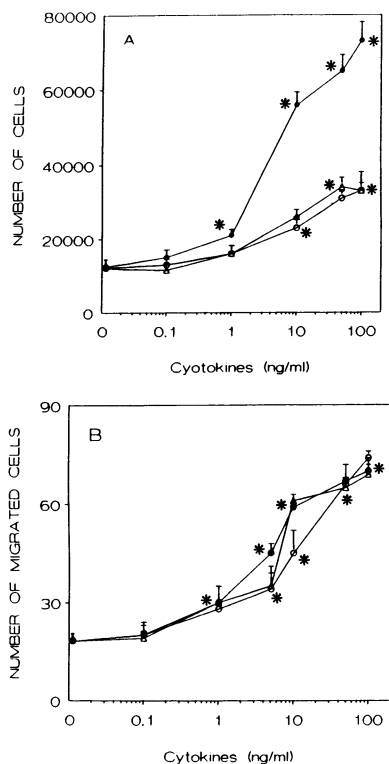 80000
A
60000
40000
20000
0
NUMBER OF CELLS
0 0.1 1 10 100
Cyotokines (ng/ml)
90
B
60
30
0
NUMBER OF MIGRATED CELLS
0 0.1 1 10 100
Cytokines (ng/ml)